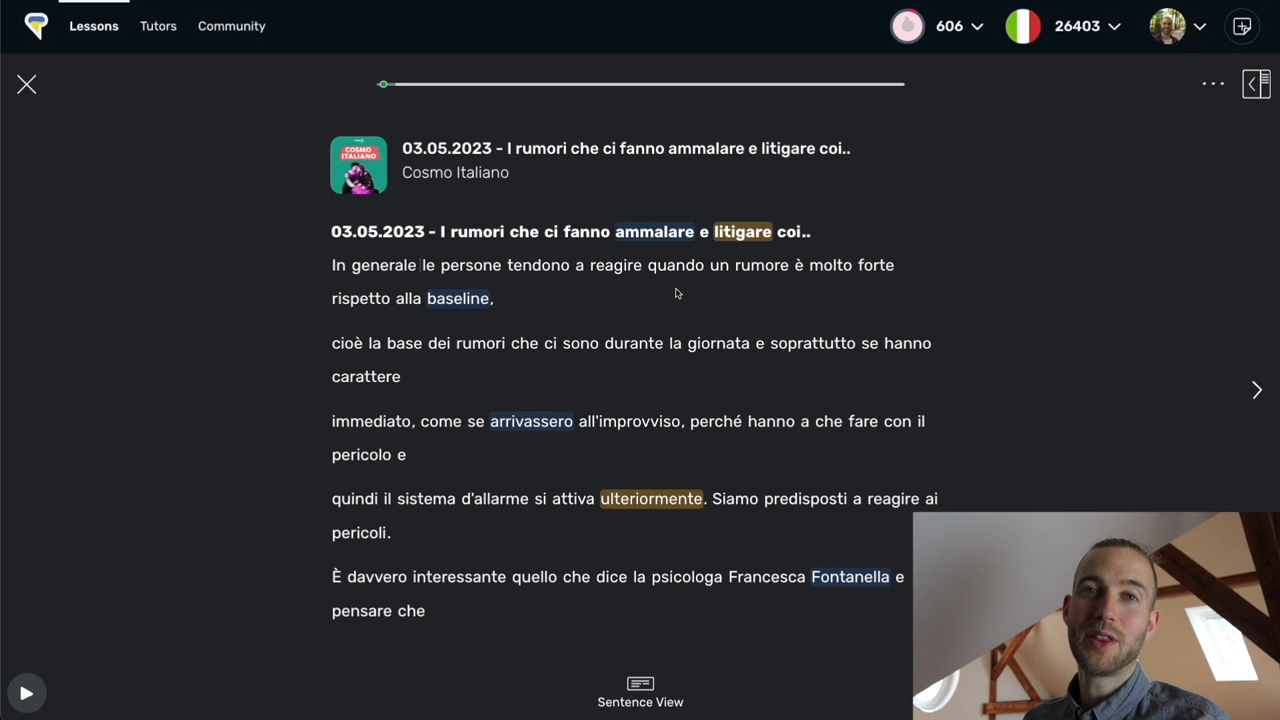 Lessons Tutors Community 606 26403
COSMO
ITALIANO
03.05.2023 - I rumori che ci fanno ammalare e litigare coi..
Cosmo Italiano
03.05.2023 - I rumori che ci fanno ammalare e litigare coi..
In generale le persone tendono a reagire quando un rumore è molto forte
rispetto alla baseline,
cioè la base dei rumori che ci sono durante la giornata e soprattutto se hanno
carattere
immediato, come se arrivassero all'improvviso, perché hanno a che fare con il
pericolo e
quindi il sistema d'allarme si attiva ulteriormente. Siamo predisposti a reagire ai
pericoli.
È davvero interessante quello che dice la psicologa Francesca Fontanella e
pensare che
Sentence View